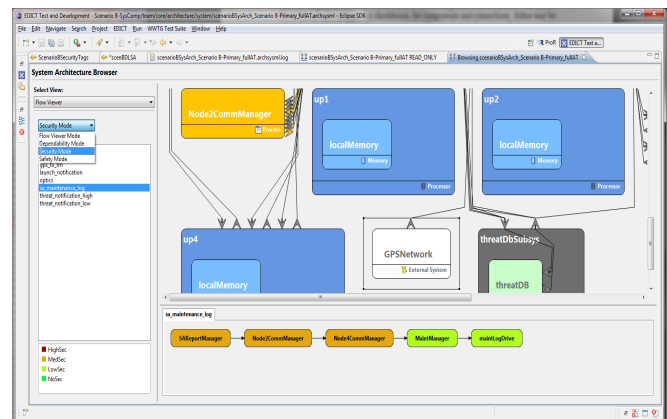 EDICT Test and Development - Scenario B-SysComp/team/core/architecture/system/scenarioBSysArch_Scenario B-Primary_fullAT.archsysml - Eclipse SDK
File Edit Navigate Search Project EDICT Run WWTG Test Suite Window Help
ProR EDICT Test a...
ScenarioBSecurityTags *scenBDLSA scenarioBSysArch_Scenario B-Primary_fullAT.archsysml.log scenarioBSysArch_Scenario B-Primary_fullAT READ_ONLY Browsing scenarioBSysArch_Scenario B-Primary_fullAT
System Architecture Browser
Select View:
Flow Viewer
Security Mode
Flow Viewer Mode
Dependability Mode
Security Mode
Safety Mode
gps_to_tm
launch_notification
optics
sa_maintenance_log
threat_notification_high
threat_notification_low
HighSec
MedSec
LowSec
NoSec
Node2CommManager
Process
up1
localMemory
Memory
Processor
up2
localMemory
Memory
Processor
up4
localMemory
GPSNetwork
External System
threatDbSubsys
threatDB
sa_maintenance_log
SAReportManager Node2CommManager Node4CommManager MaintManager maintLogDrive